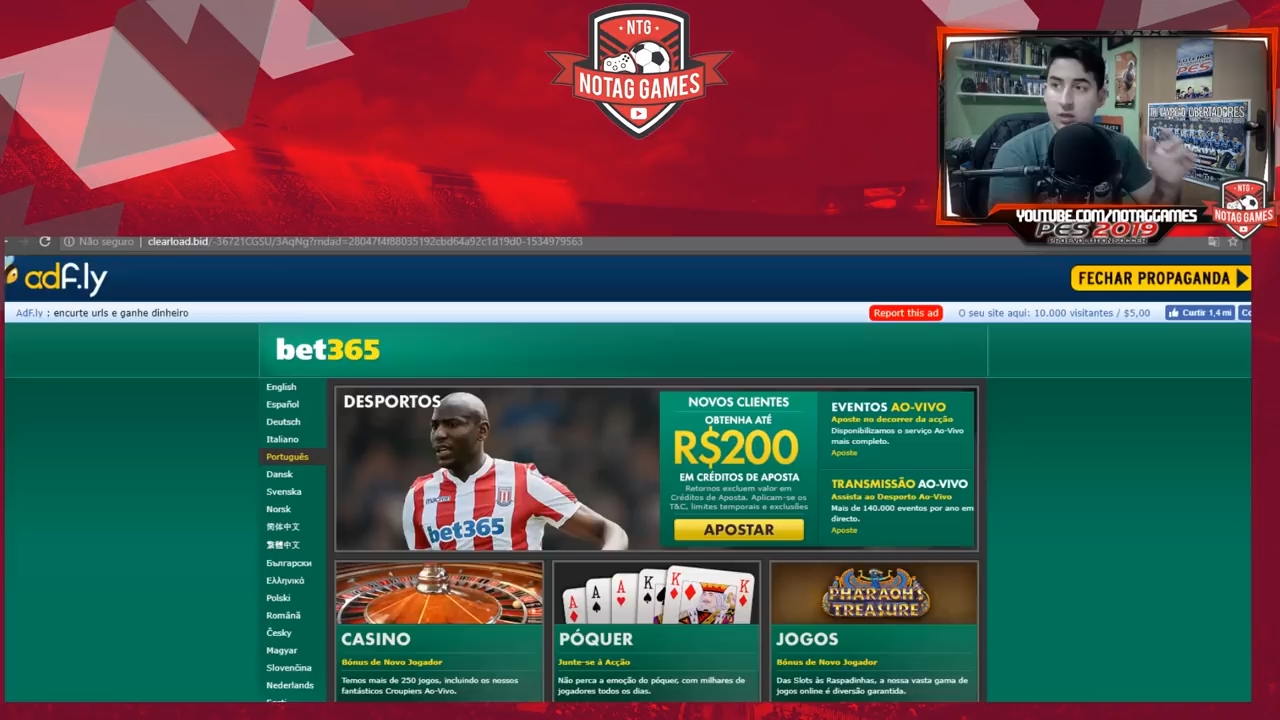 NTG
NOTAG GAMES
TRI CAMPEÃO LIBERTADORES
PES
NTG
NOTAG GAMES
YOUTUBE.COM/NOTAGGAMES
PES 2019
PRO EVOLUTION SOCCER
Não seguro | clearload.bid/-36721CGSU/3AqNg?rndad=28047f4f88035192cbd64a92c1d19d0-1534979563
adf.ly
FECHAR PROPAGANDA
AdF.ly : encurte urls e ganhe dinheiro
Report this ad
O seu site aqui: 10.000 visitantes / $5,00
Curtir 1,4 mi
Co
bet365
English
Español
Deutsch
Italiano
Português
Dansk
Svenska
Norsk
简体中文
繁體中文
Български
Ελληνικά
Polski
Română
Česky
Magyar
Slovenčina
Nederlands
DESPORTOS
bet365
NOVOS CLIENTES
OBTENHA ATÉ
R$200
EM CRÉDITOS DE APOSTA
Retornos excluem valor em
Créditos de Aposta. Aplicam-se os
T&C, limites temporais e exclusões
APOSTAR
EVENTOS AO-VIVO
Aposte no decorrer da acção
Disponibilizamos o serviço Ao-Vivo
mais completo.
Aposte
TRANSMISSÃO AO-VIVO
Assista ao Desporto Ao-Vivo
Mais de 140.000 eventos por ano em
directo.
Aposte
CASINO
Bónus de Novo Jogador
Temos mais de 250 jogos, incluindo os nossos
fantásticos Croupiers Ao-Vivo.
A A A K K K
PÓQUER
Junte-se à Acção
Não perca a emoção do póquer, com milhares de
jogadores todos os dias.
PHARAOH'S
TREASURE
JOGOS
Bónus de Novo Jogador
Das Slots às Raspadinhas, a nossa vasta gama de
jogos online é diversão garantida.